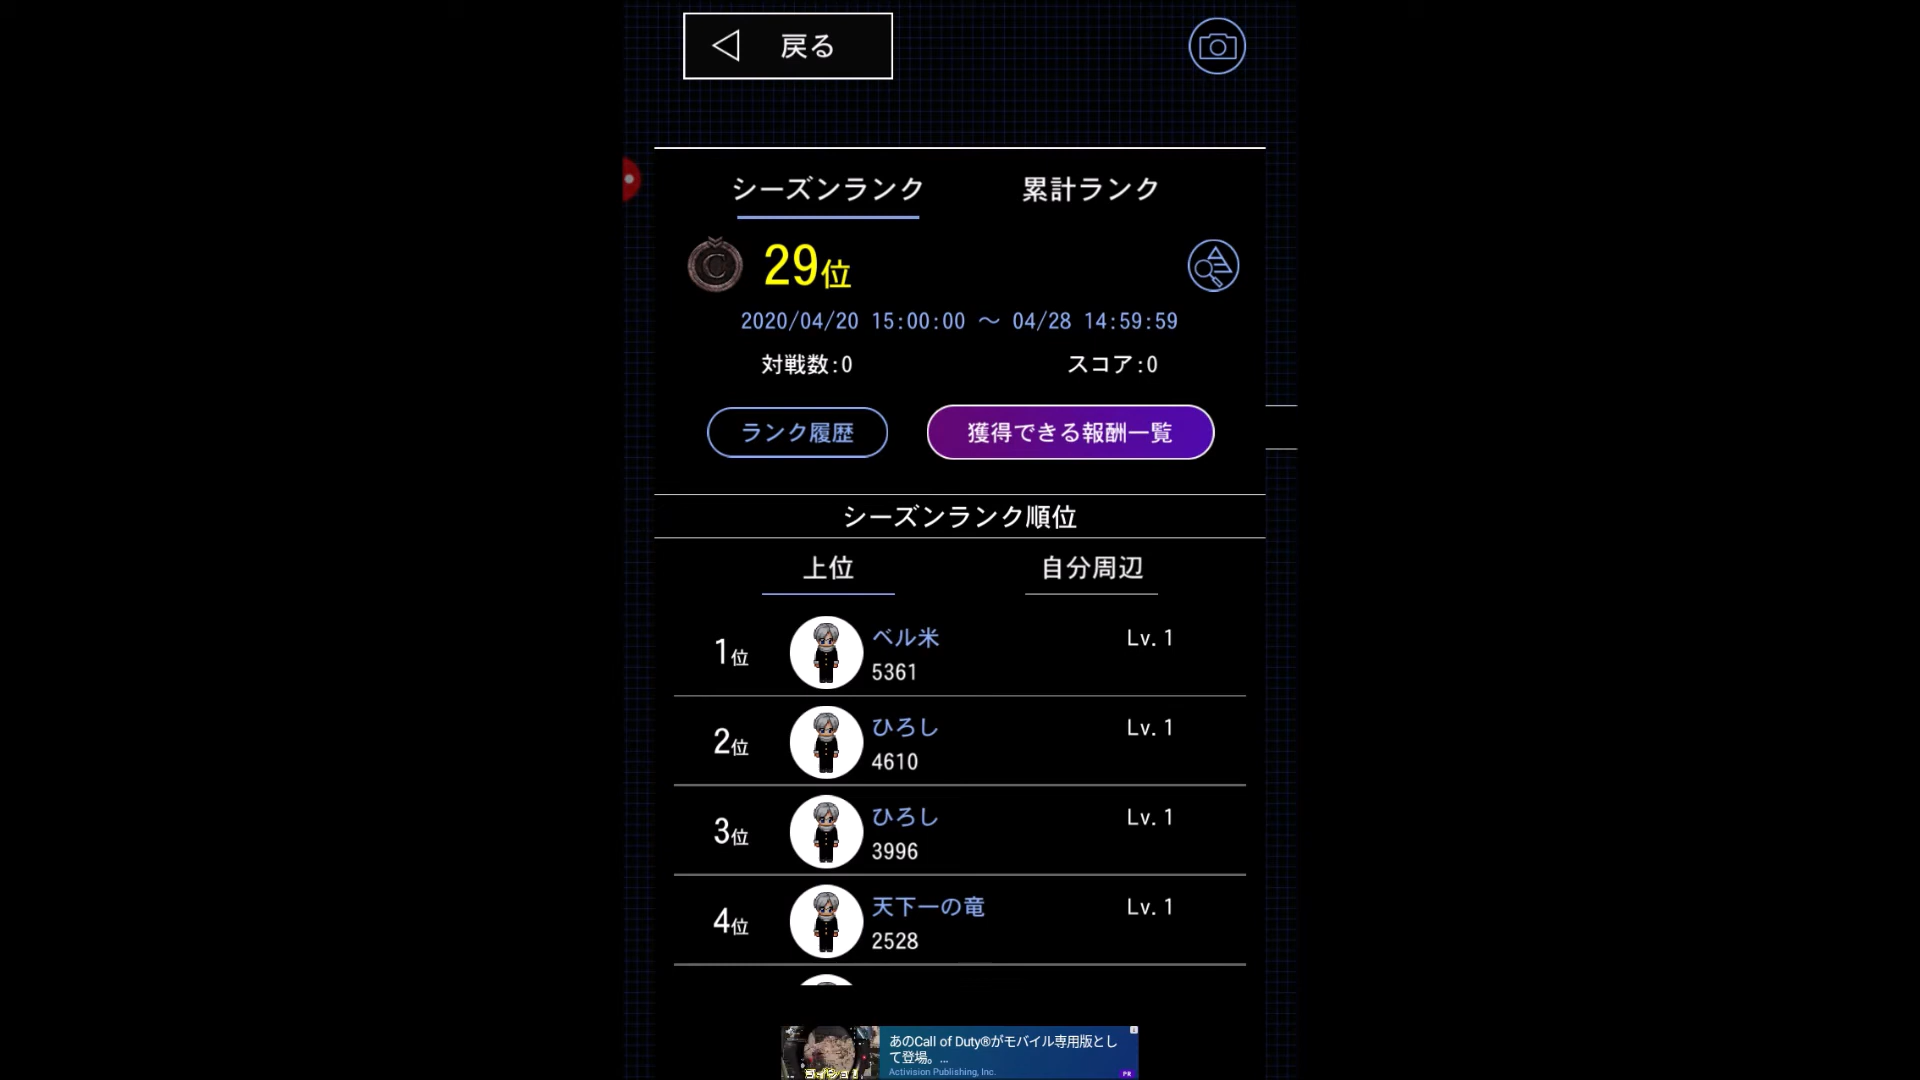 戻る
シーズンランク 累計ランク
C 29位
2020/04/20 15:00:00 ～ 04/28 14:59:59
対戦数:0 スコア:0
ランク履歴 獲得できる報酬一覧
シーズンランク順位
上位 自分周辺
1位 ベル米 Lv.1
5361
2位 ひろし Lv.1
4610
3位 ひろし Lv.1
3996
4位 天下一の竜 Lv.1
2528
あのCall of Duty®がモバイル専用版とし
て登場。...
Activision Publishing, Inc.
PR